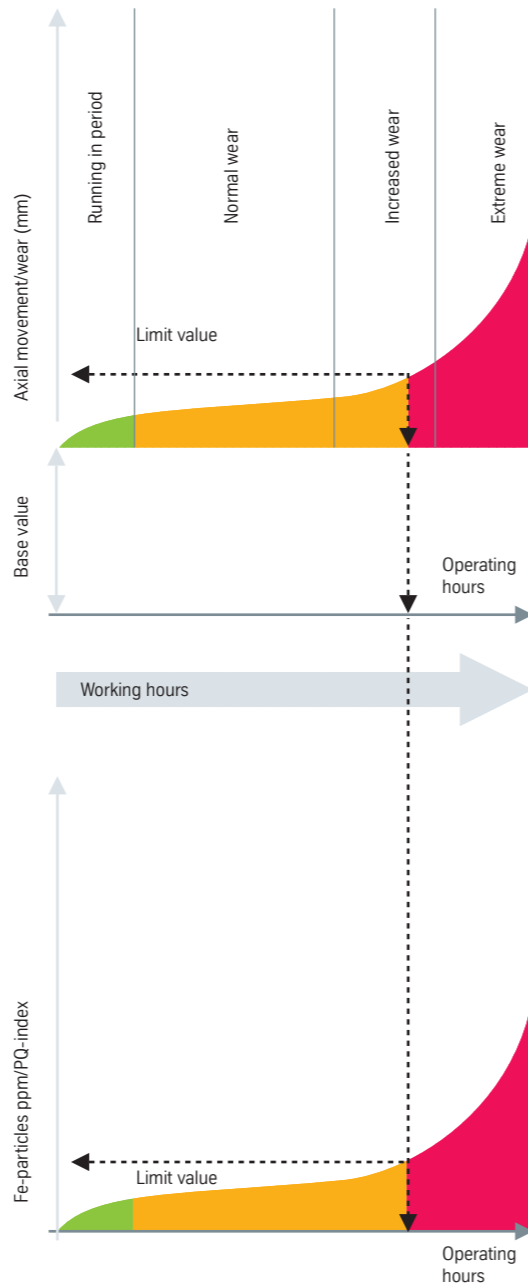 Running in period
Normal wear
Increased wear
Extreme wear
Axial movement/wear (mm)
Limit value
Base value
Operating
hours
Working hours
Fe-particles ppm/PQ-index
Limit value
Operating
hours